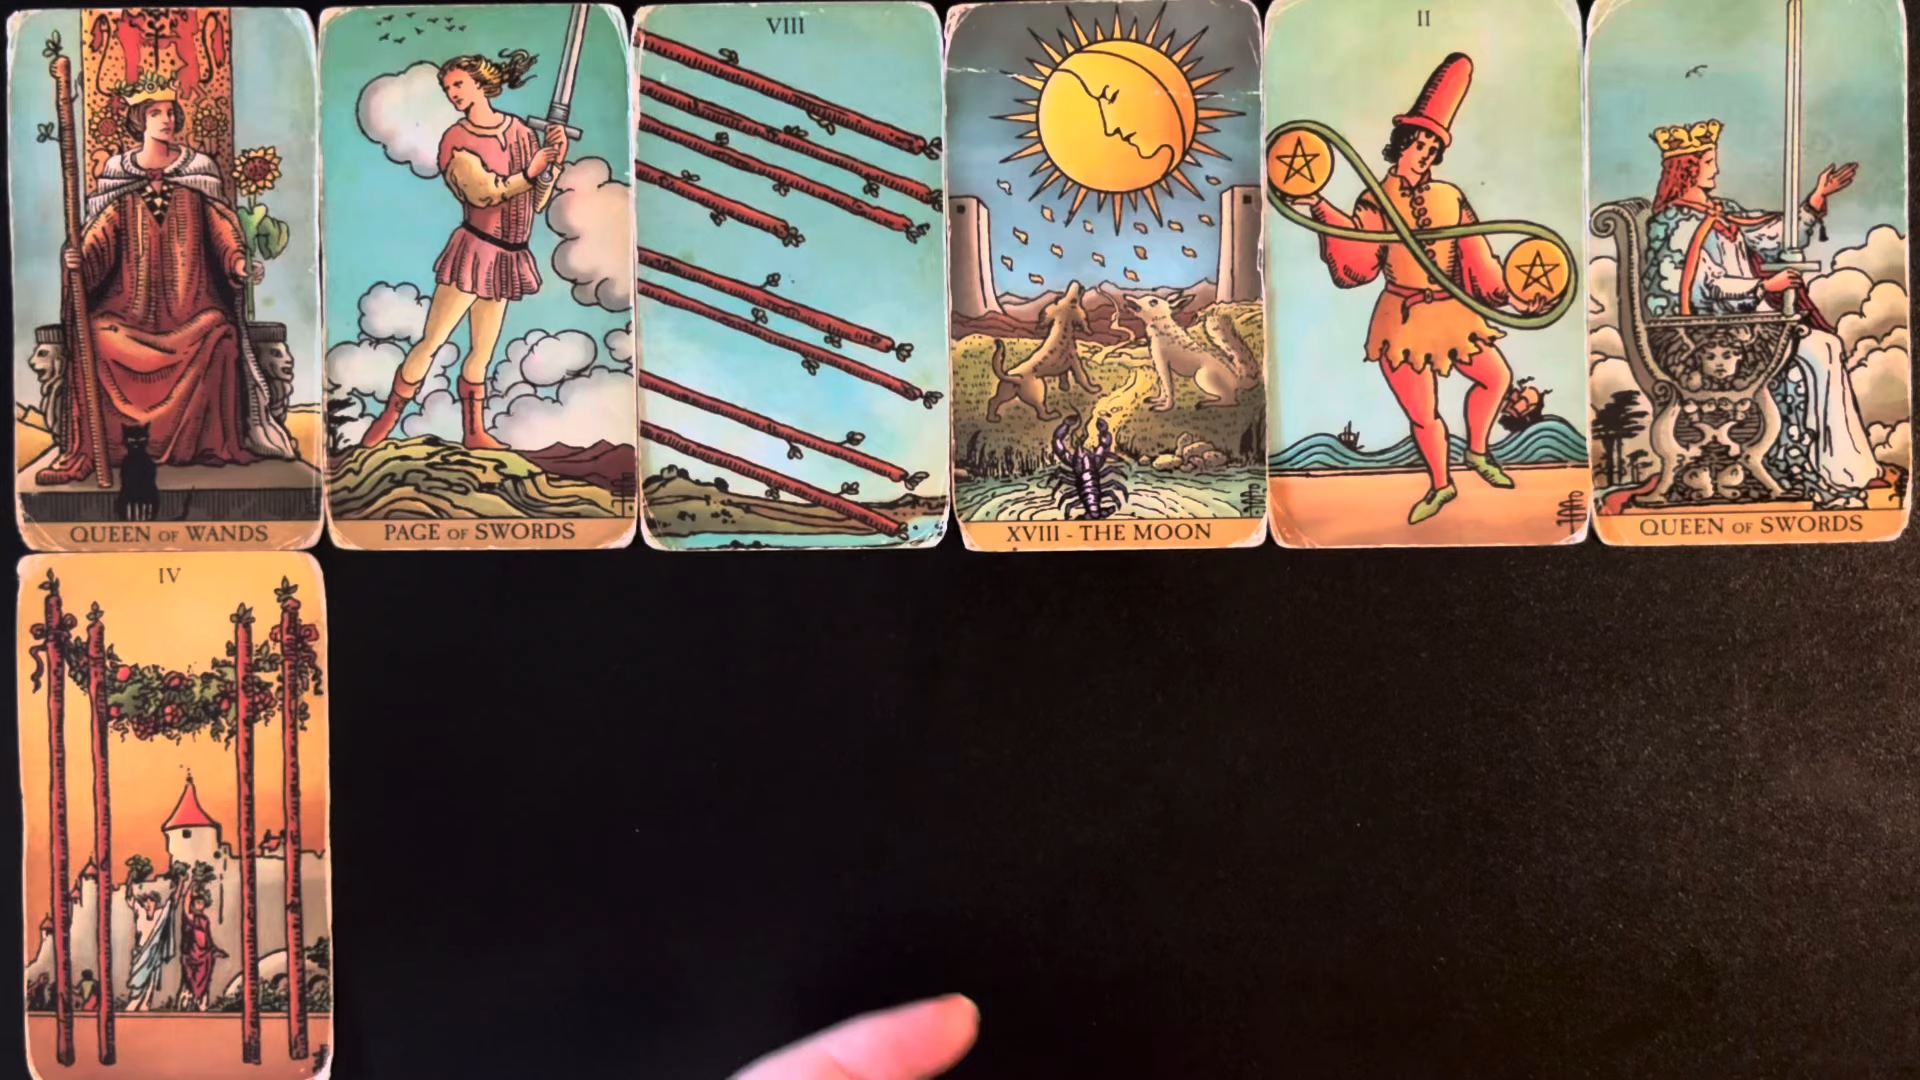 QUEEN OF WANDS
PAGE OF SWORDS
VIII
XVIII - THE MOON
II
QUEEN OF SWORDS
IV